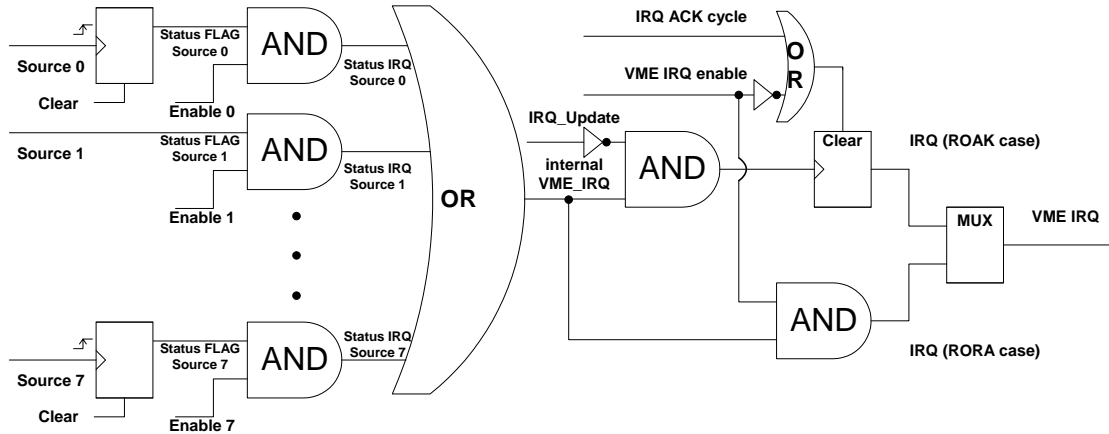 Source 0
Clear
Status FLAG
Source 0
Enable 0
AND
Status IRQ
Source 0
Source 1
Status FLAG
Source 1
Enable 1
AND
Status IRQ
Source 1
Source 7
Clear
Status FLAG
Source 7
Enable 7
AND
Status IRQ
Source 7
OR
IRQ ACK cycle
VME IRQ enable
O
R
IRQ_Update
internal
VME_IRQ
AND
Clear
IRQ (ROAK case)
AND
IRQ (RORA case)
MUX
VME IRQ